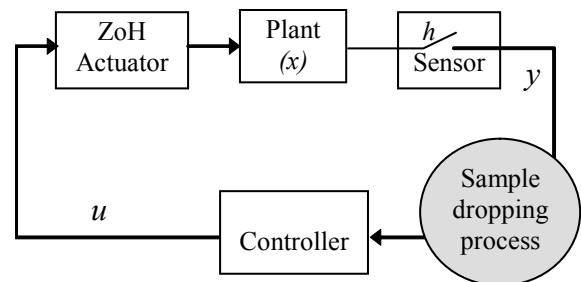 ZoH
Actuator
Plant
(x)
h
Sensor
y
Sample
dropping
process
Controller
u